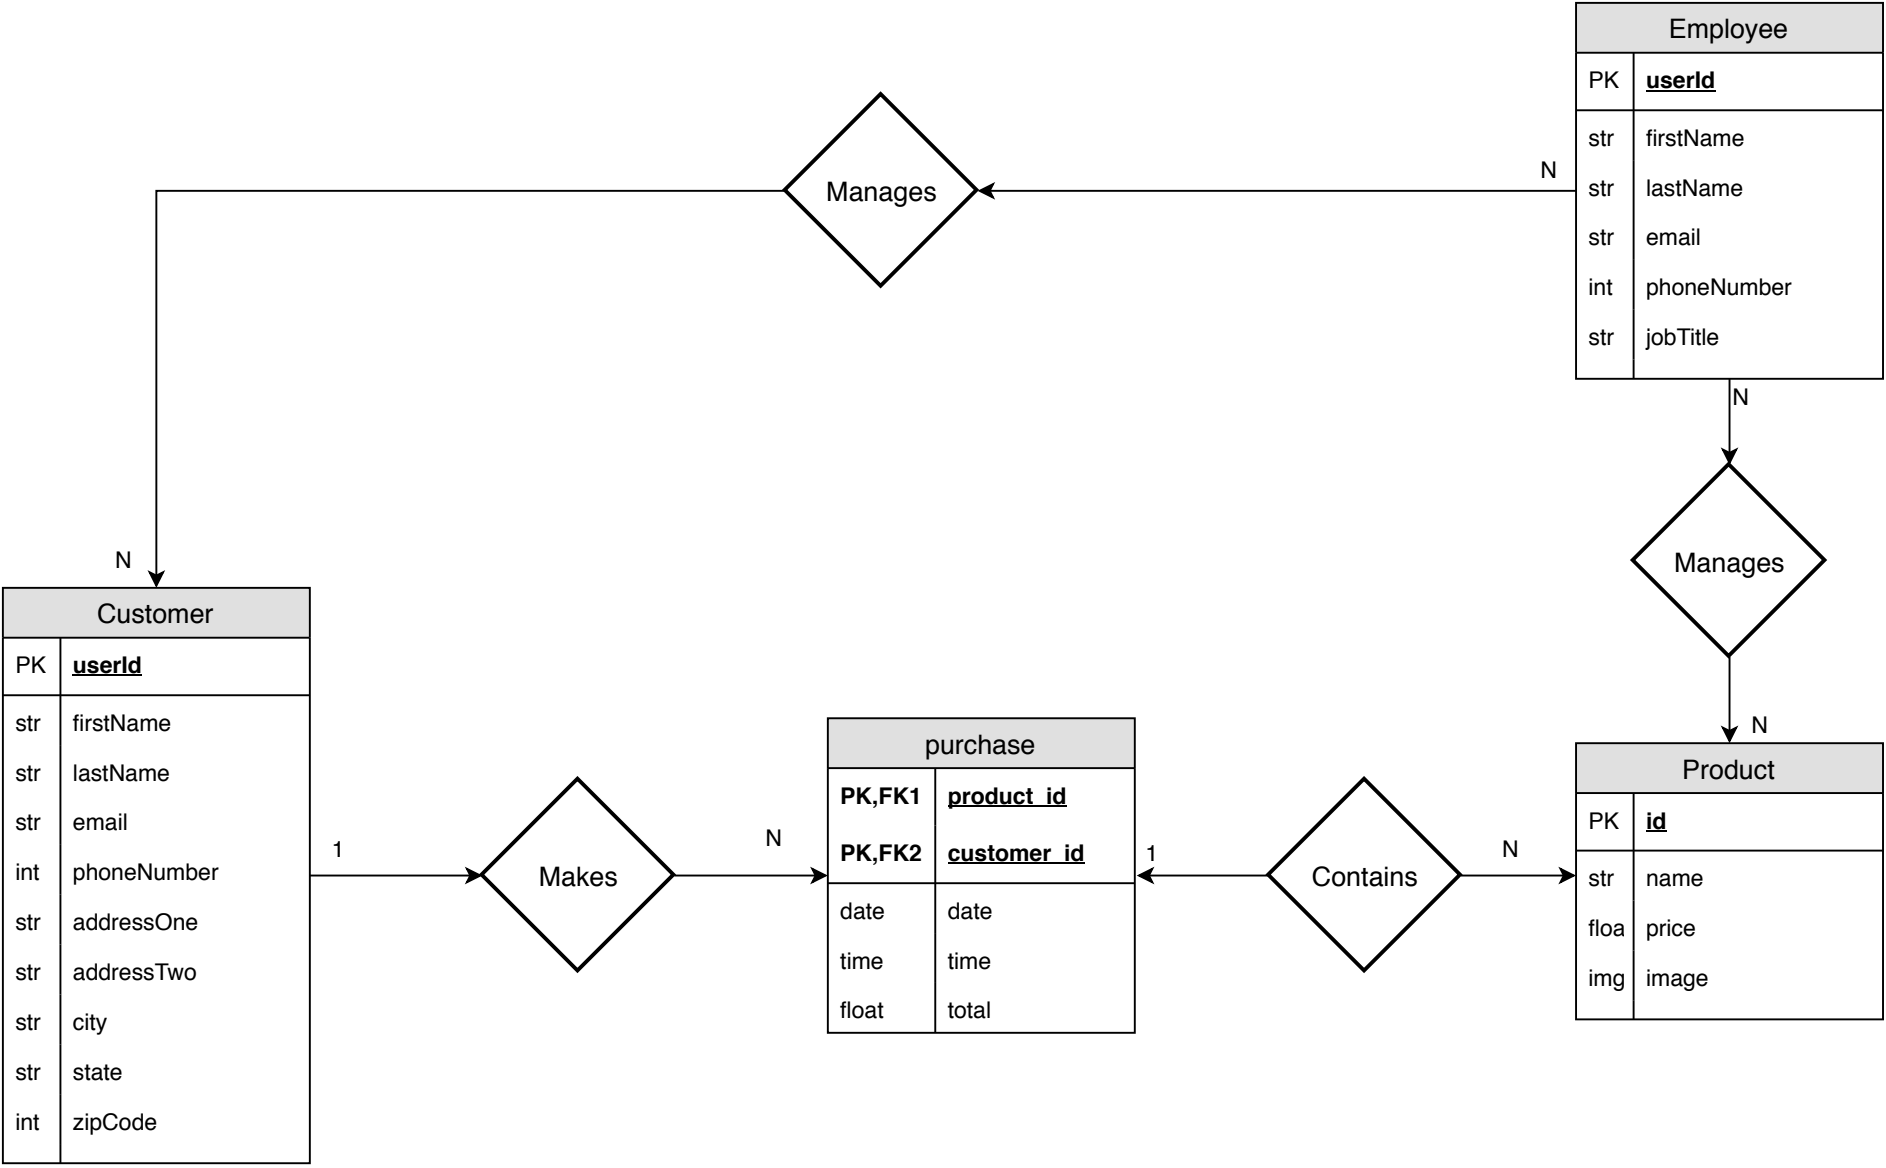 Employee
PK userId
str firstName
str lastName
str email
int phoneNumber
str jobTitle
Manages
N
N
N
Manages
N
Customer
PK userId
str firstName
str lastName
str email
int phoneNumber
str addressOne
str addressTwo
str city
str state
int zipCode
1
Makes
N
purchase
PK,FK1 product_id
PK,FK2 customer_id
date date
time time
float total
1
Contains
N
Product
PK id
str name
floa price
img image